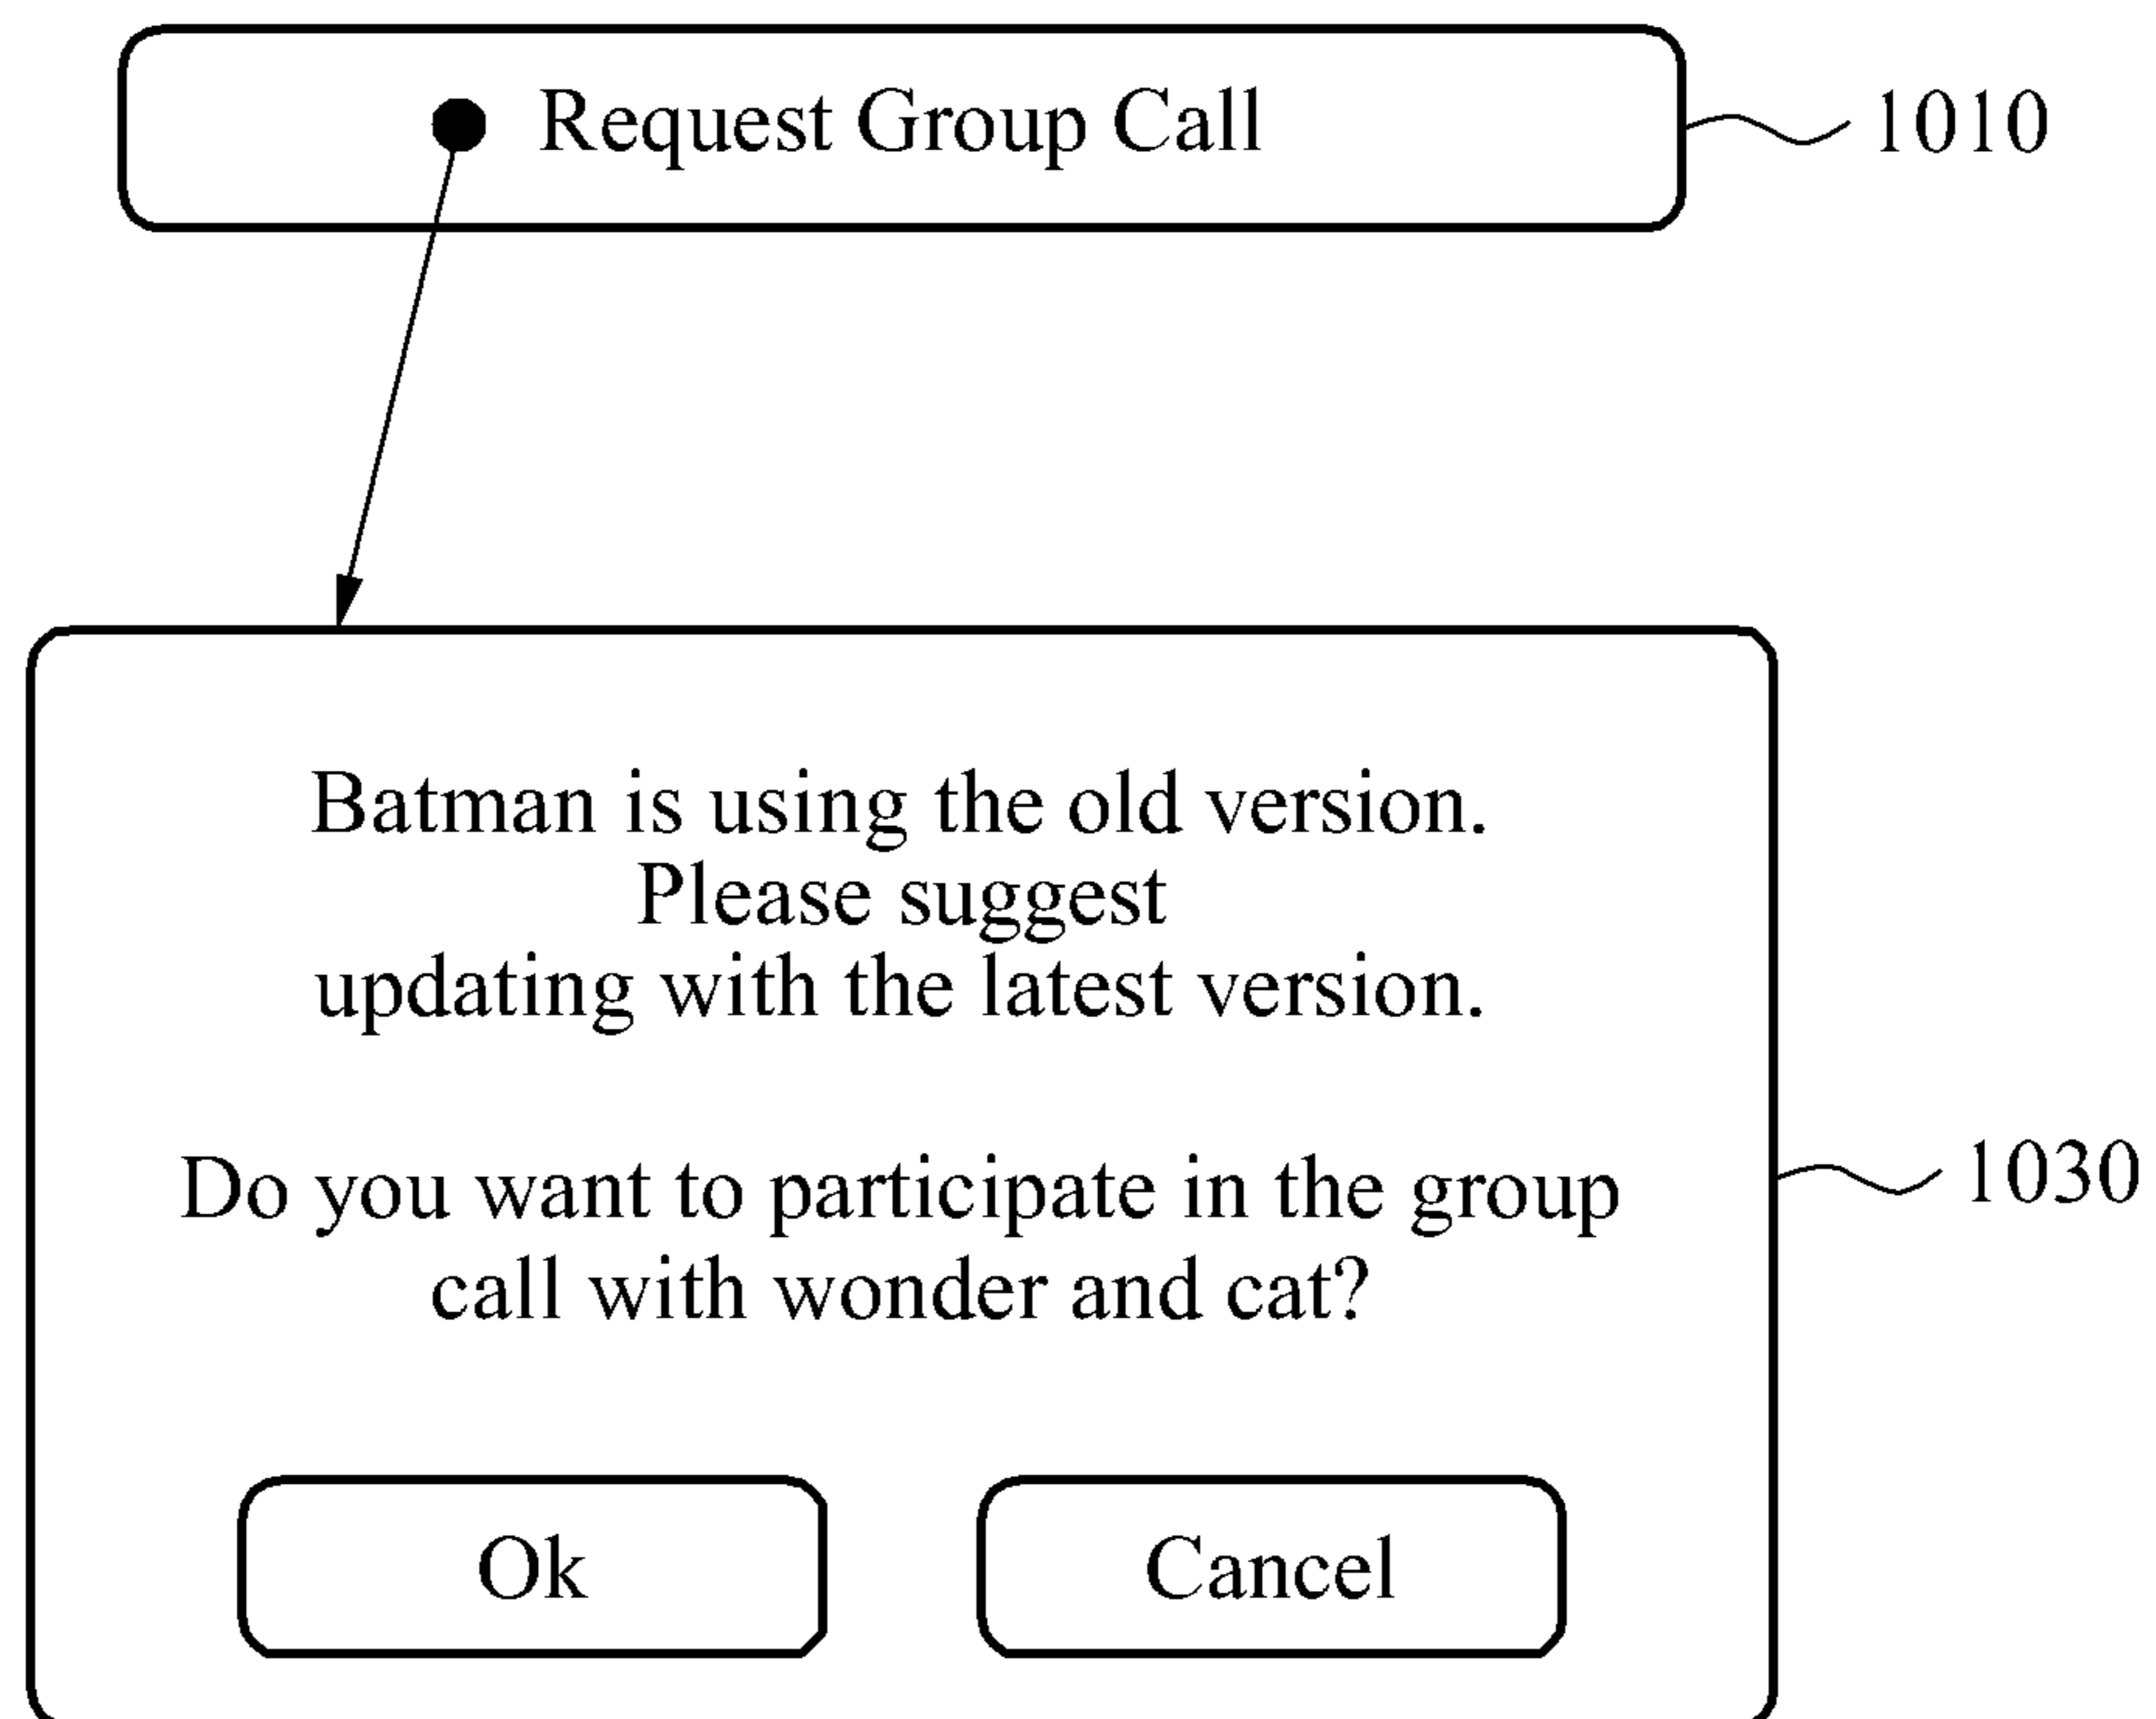 Request Group Call
1010
Batman is using the old version.
Please suggest
updating with the latest version.
Do you want to participate in the group
call with wonder and cat?
1030
Ok
Cancel